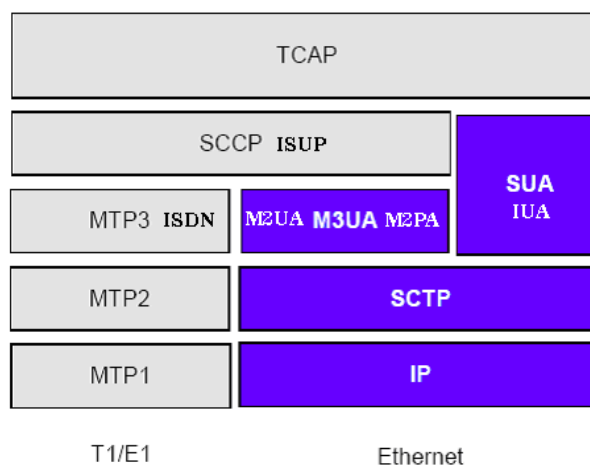 TCAP
SCCP ISUP
SUA
IUA
MTP3 ISDN
M2UA M3UA M2PA
MTP2
SCTP
MTP1
IP
T1/E1
Ethernet